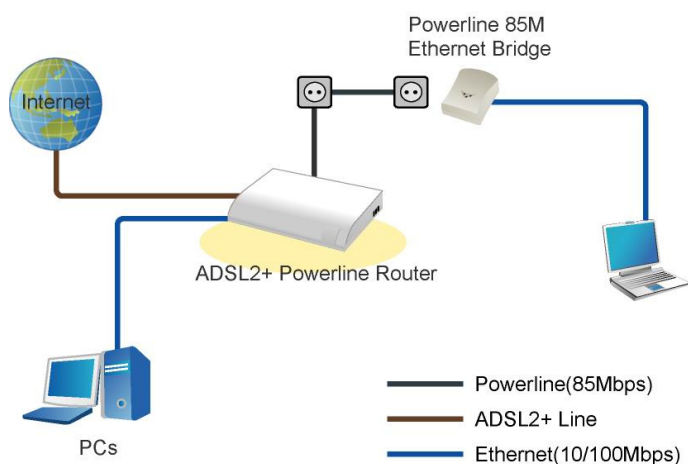 Powerline 85M
Ethernet Bridge
Internet
ADSL2+ Powerline Router
PCs
Powerline(85Mbps)
ADSL2+ Line
Ethernet(10/100Mbps)